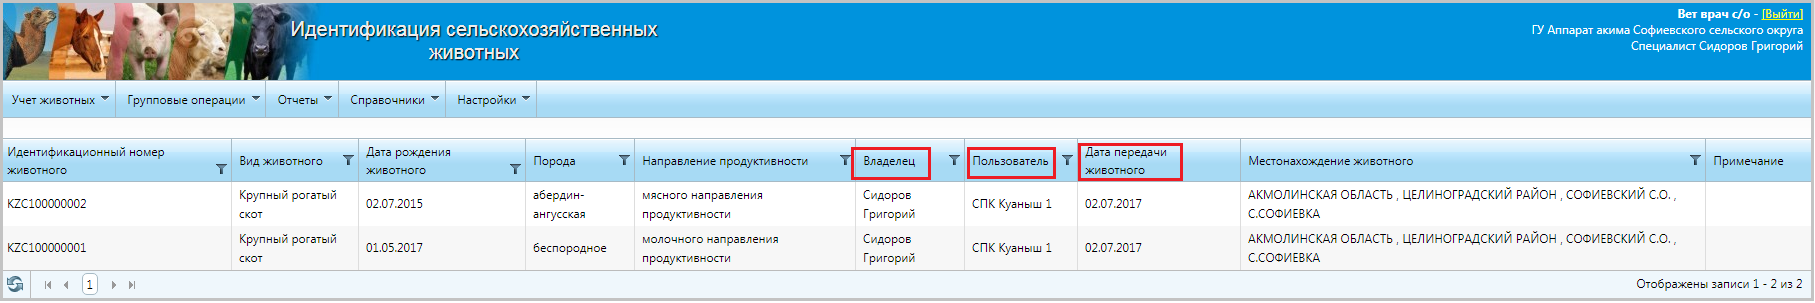 Идентификация сельскохозяйственных
животных
Вет врач с/о - [Выйти]
ГУ Аппарат акима Софиевского сельского округа
Специалист Сидоров Григорий
Учет животных Групповые операции Отчеты Справочники Настройки
Идентификационный номер
животного
Вид животного
Дата рождения
животного
Порода
Направление продуктивности
Владелец
Пользователь
Дата передачи
животного
Местонахождение животного
Примечание
KZC100000002
Крупный рогатый
скот
02.07.2015
абердин-
ангусская
мясного направления
продуктивности
Сидоров
Григорий
СПК Куаныш 1
02.07.2017
АКМОЛИНСКАЯ ОБЛАСТЬ , ЦЕЛИНОГРАДСКИЙ РАЙОН , СОФИЕВСКИЙ С.О. ,
С.СОФИЕВКА
KZC100000001
Крупный рогатый
скот
01.05.2017
беспородное
молочного направления
продуктивности
Сидоров
Григорий
СПК Куаныш 1
02.07.2017
АКМОЛИНСКАЯ ОБЛАСТЬ , ЦЕЛИНОГРАДСКИЙ РАЙОН , СОФИЕВСКИЙ С.О. ,
С.СОФИЕВКА
1
Отображены записи 1 - 2 из 2